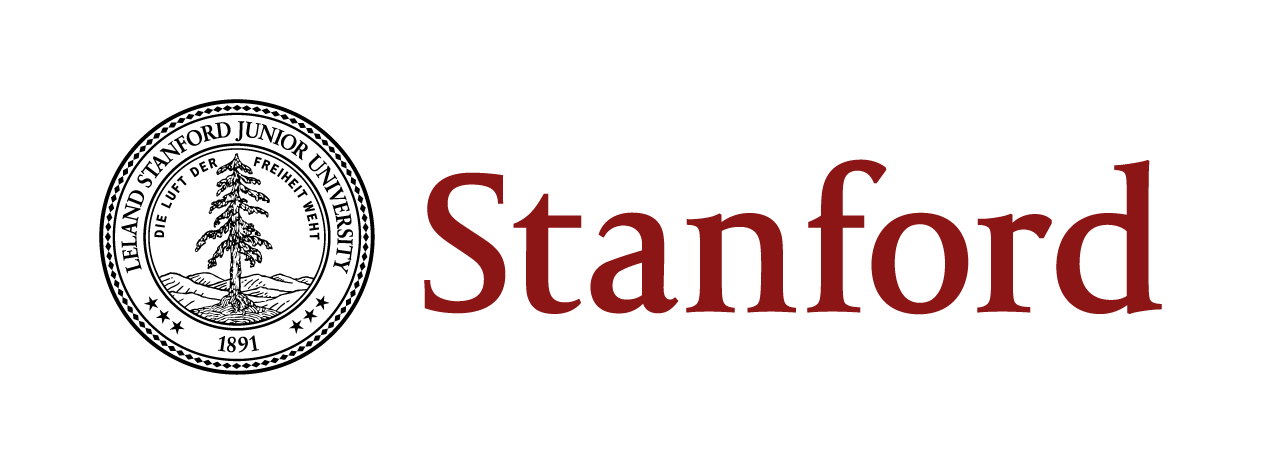 LELAND STANFORD JUNIOR UNIVERSITY
DIE LUFT DER FREIHEIT WEHT
1891
Stanford